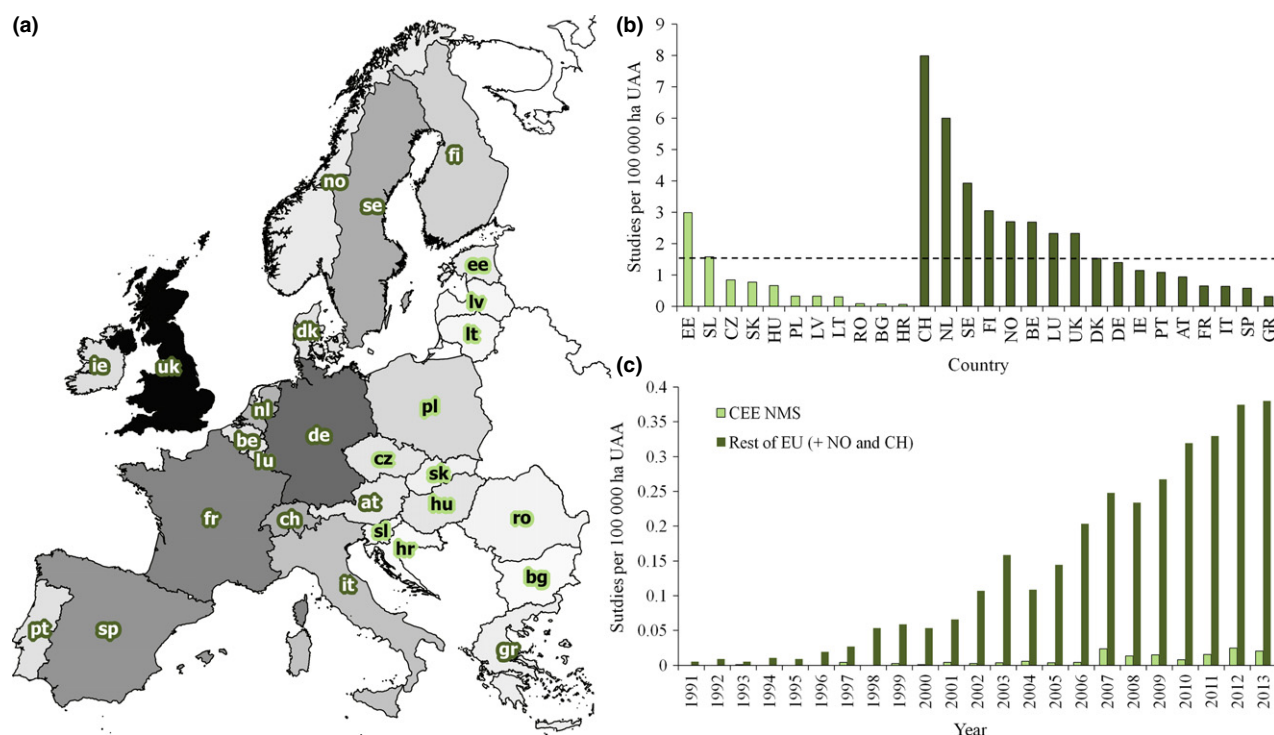 (a)
no
fi
se
ee
lv
lt
dk
ie
uk
nl
be
lu
de
pl
cz
sk
at
hu
ro
fr
ch
sl
hr
it
bg
pt
sp
gr
(b)
Studies per 100 000 ha UAA
9
8
7
6
5
4
3
2
1
0
EE SL CZ SK HU PL LV LT RO BG HR CH NL SE FI NO BE LU UK DK DE IE PT AT FR IT SP GR
Country
(c)
Sutdies per 100 000 ha UAA
0.4
0.35
0.3
0.25
0.2
0.15
0.1
0.05
0
CEE NMS
Rest of EU (+ NO and CH)
1991 1992 1993 1994 1995 1996 1997 1998 1999 2000 2001 2002 2003 2004 2005 2006 2007 2008 2009 2010 2011 2012 2013
Year